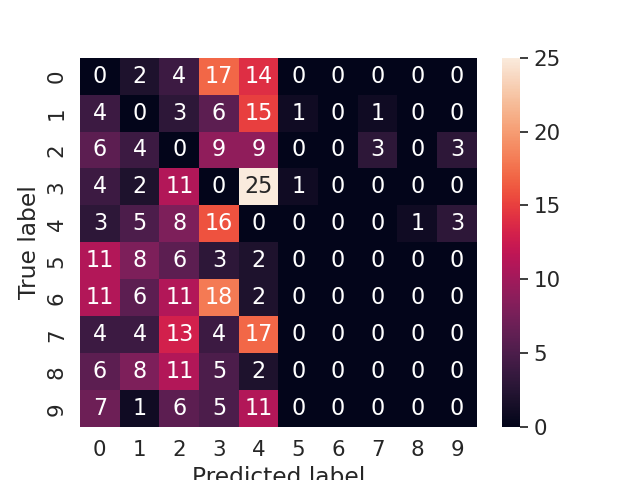 0 0 2 4 17 14 0 0 0 0 0
1 4 0 3 6 15 1 0 1 0 0
2 6 4 0 9 9 0 0 3 0 3
3 4 2 11 0 25 1 0 0 0 0
4 3 5 8 16 0 0 0 0 1 3
5 11 8 6 3 2 0 0 0 0 0
6 11 6 11 18 2 0 0 0 0 0
7 4 4 13 4 17 0 0 0 0 0
8 6 8 11 5 2 0 0 0 0 0
9 7 1 6 5 11 0 0 0 0 0
0 1 2 3 4 5 6 7 8 9
True label
Predicted label
25
20
15
10
5
0